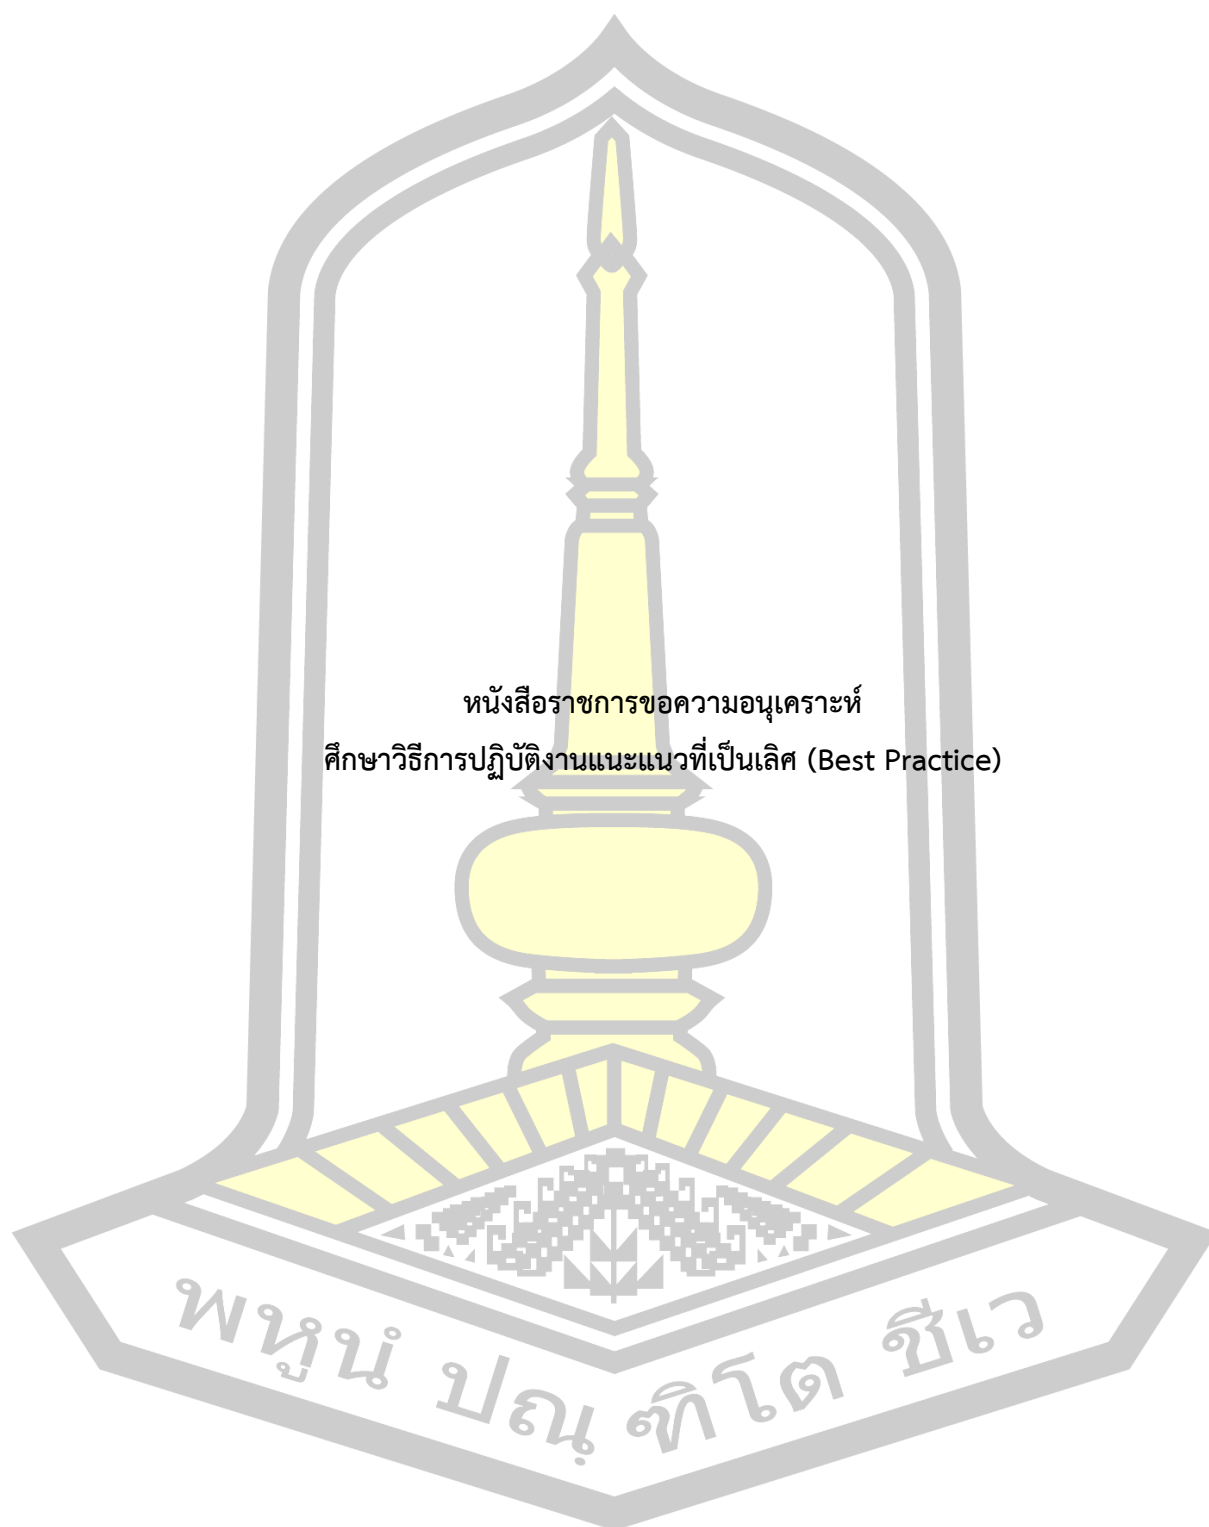 หนังสือราชการขอความอนุเคราะห์
ศึกษาวิธีการปฏิบัติงานแนะแนวที่เป็นเลิศ (Best Practice)
พหูนํ ปณฺฑิโต ชีเว